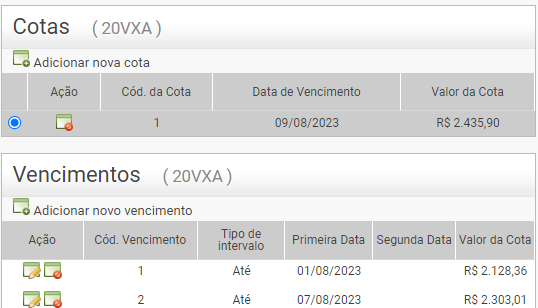 Cotas ( 20VXA )
Adicionar nova cota
Ação Cód. da Cota Data de Vencimento Valor da Cota
1 09/08/2023 R$ 2.435,90
Vencimentos ( 20VXA )
Adicionar novo vencimento
Ação Cód. Vencimento Tipo de intervalo Primeira Data Segunda Data Valor da Cota
1 Até 01/08/2023 R$ 2.128,36
2 Até 07/08/2023 R$ 2.303,01